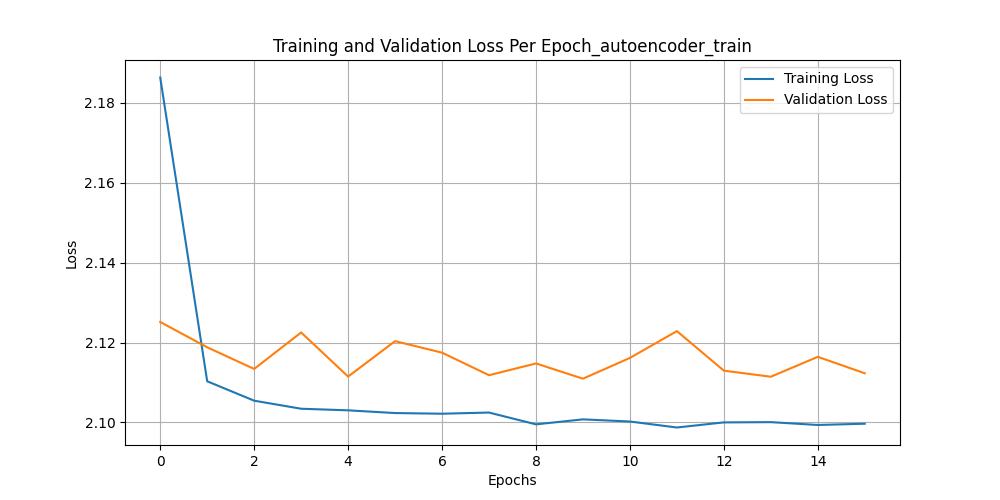 Training and Validation Loss Per Epoch_autoencoder_train
Training Loss
Validation Loss
2.18
2.16
2.14
2.12
2.10
Loss
0 2 4 6 8 10 12 14
Epochs